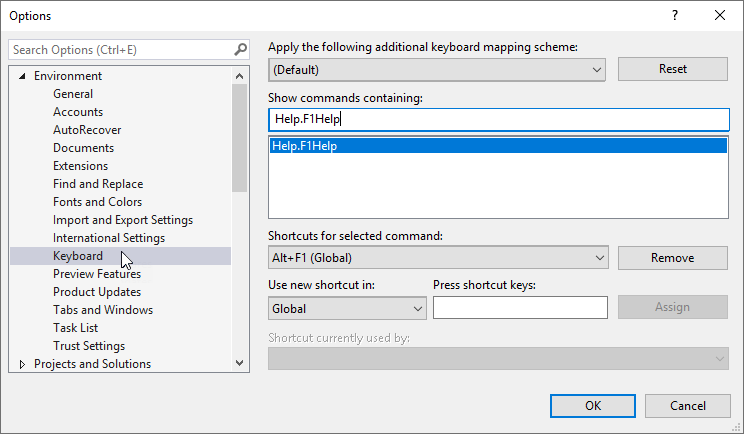 Options
Search Options (Ctrl+E)
Environment
General
Accounts
AutoRecover
Documents
Extensions
Find and Replace
Fonts and Colors
Import and Export Settings
International Settings
Keyboard
Preview Features
Product Updates
Tabs and Windows
Task List
Trust Settings
Projects and Solutions
Apply the following additional keyboard mapping scheme:
(Default)
Reset
Show commands containing:
Help.F1Help
Help.F1Help
Shortcuts for selected command:
Alt+F1 (Global)
Remove
Use new shortcut in:
Press shortcut keys:
Global
Assign
Shortcut currently used by:
OK
Cancel